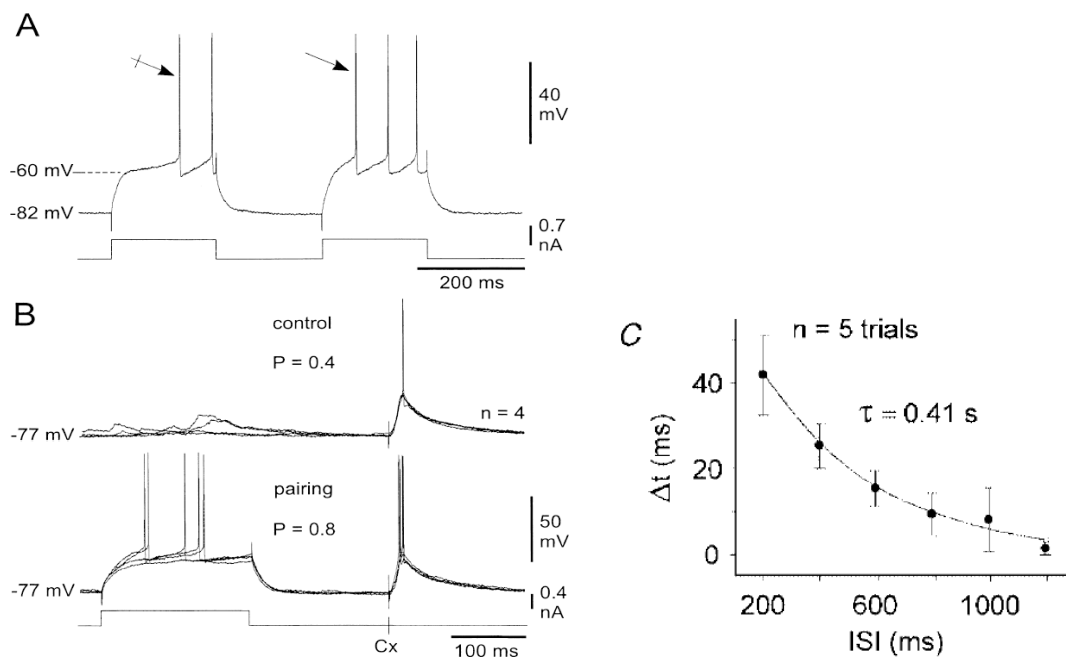 A
40
mV
-60 mV
-82 mV
0.7
nA
200 ms
B
control
P = 0.4
n = 4
-77 mV
pairing
P = 0.8
50
mV
-77 mV
0.4
nA
Cx
100 ms
C
n = 5 trials
τ = 0.41 s
Δt (ms)
40
20
0
200 600 1000
ISI (ms)